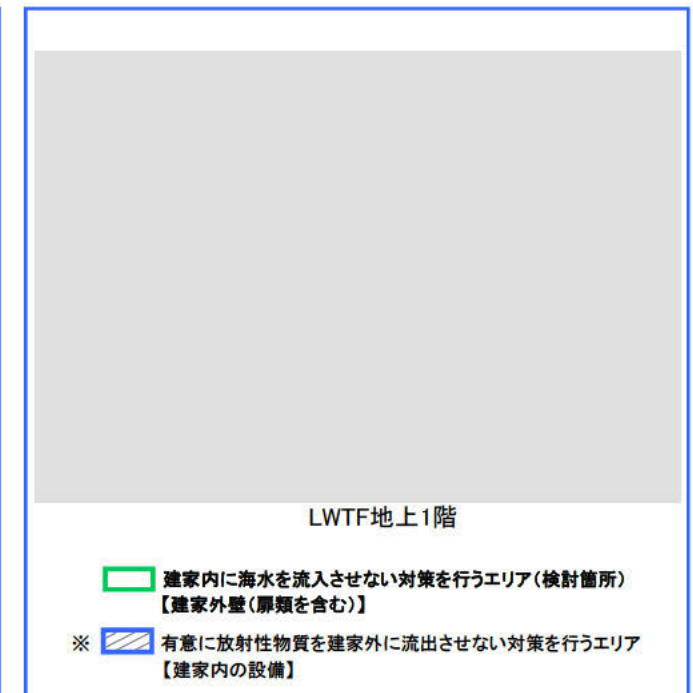 LWTF地上1階
建家内に海水を流入させない対策を行うエリア(検討箇所)
【建家外壁(扉類を含む)】
※ 有意に放射性物質を建家外に流出させない対策を行うエリア
【建家内の設備】